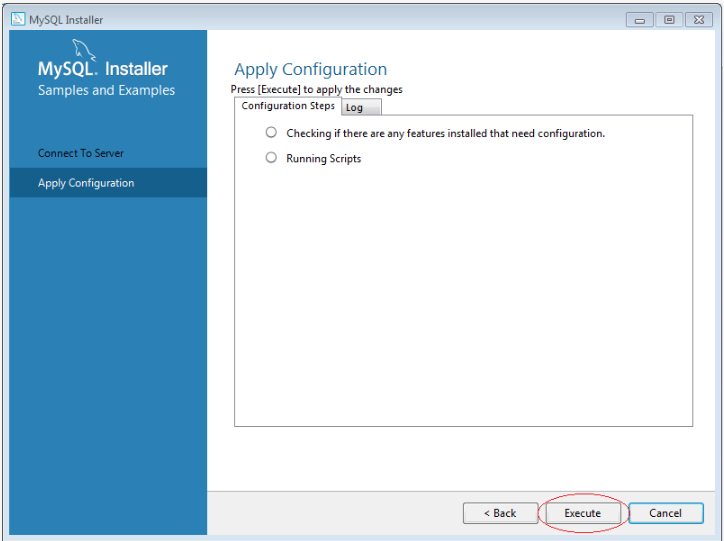 MySQL Installer
MySQL. Installer
Samples and Examples
Connect To Server
Apply Configuration
Apply Configuration
Press [Execute] to apply the changes
Configuration Steps
Log
Checking if there are any features installed that need configuration.
Running Scripts
< Back
Execute
Cancel